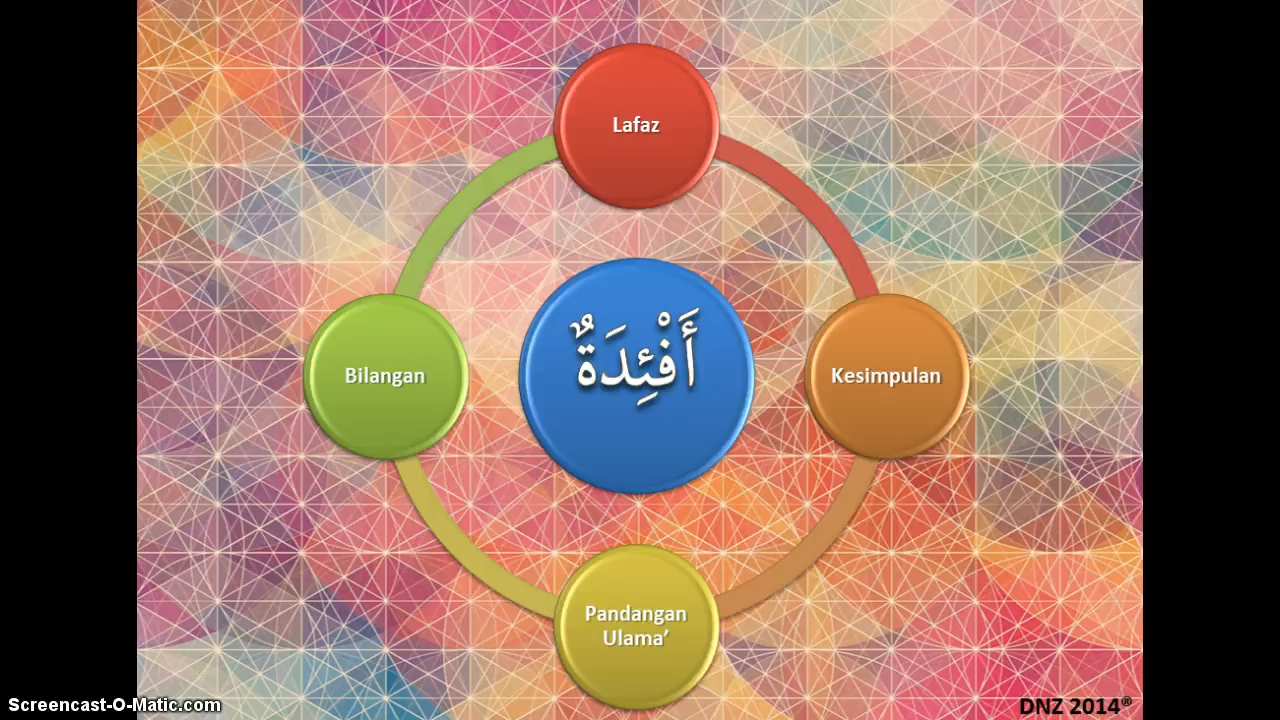 Lafaz
Bilangan
أَفْئِدَةٌ
Kesimpulan
Pandangan
Ulama’
Screencast-O-Matic.com
DNZ 2014®